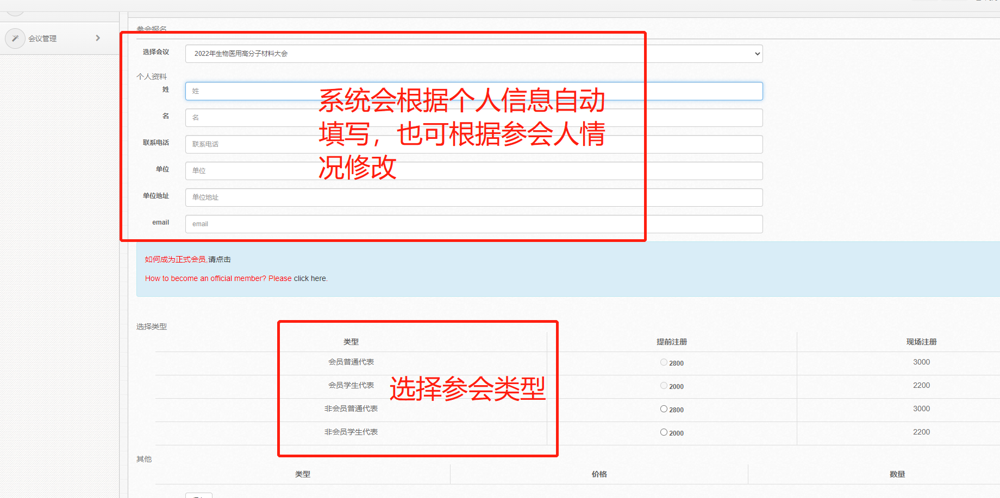 参会报名
会议管理
选择会议
2022年生物医用高分子材料大会
个人资料
姓
姓
名
名
联系电话
联系电话
单位
单位
单位地址
单位地址
email
email
系统会根据个人信息自动
填写，也可根据参会人情
况修改
如何成为正式会员,请点击
How to become an official member? Please click here.
选择类型
类型 提前注册 现场注册
会员普通代表 2800 3000
会员学生代表 2000 2200
非会员普通代表 2800 3000
非会员学生代表 2000 2200
选择参会类型
其他
类型 价格 数量